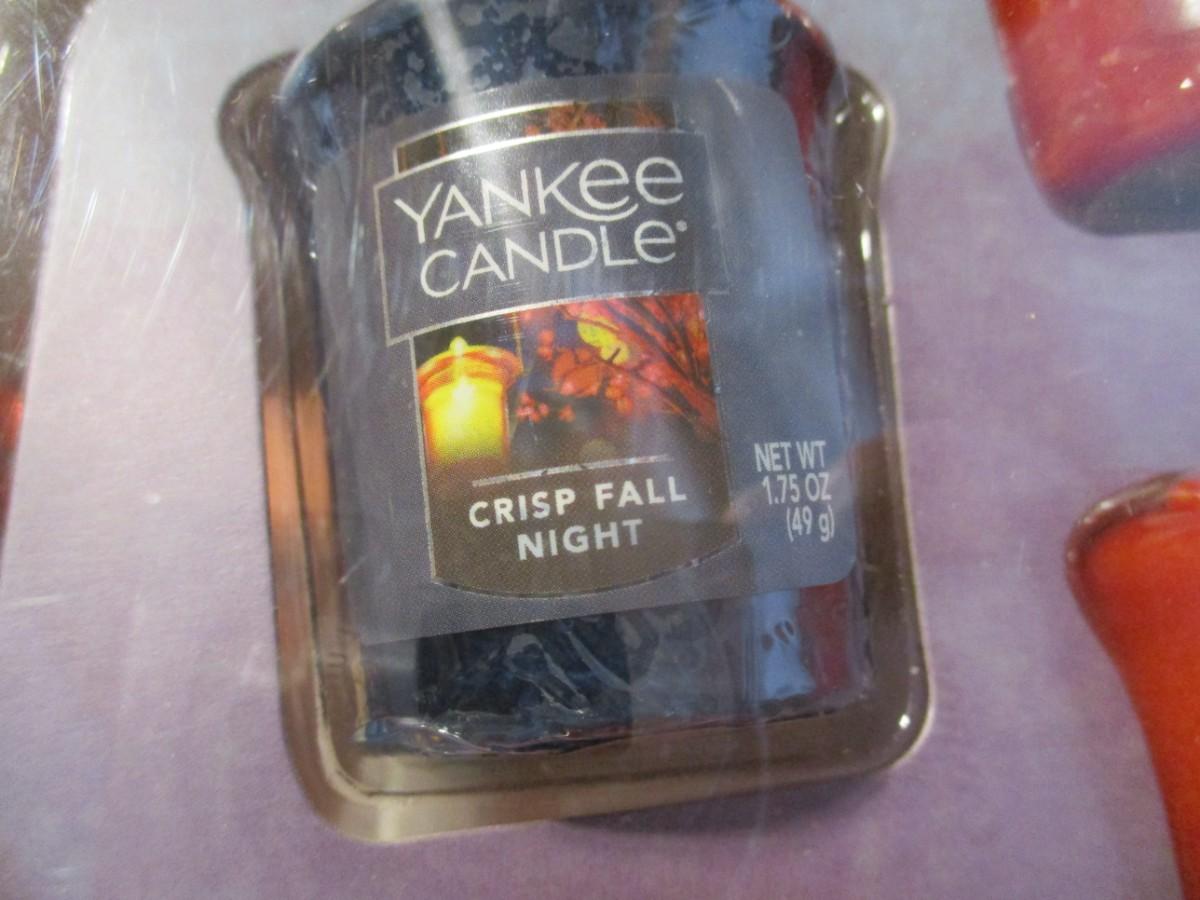 YANKEE
CANDLE®
CRISP FALL
NIGHT
NET WT
1.75 OZ
(49 g)